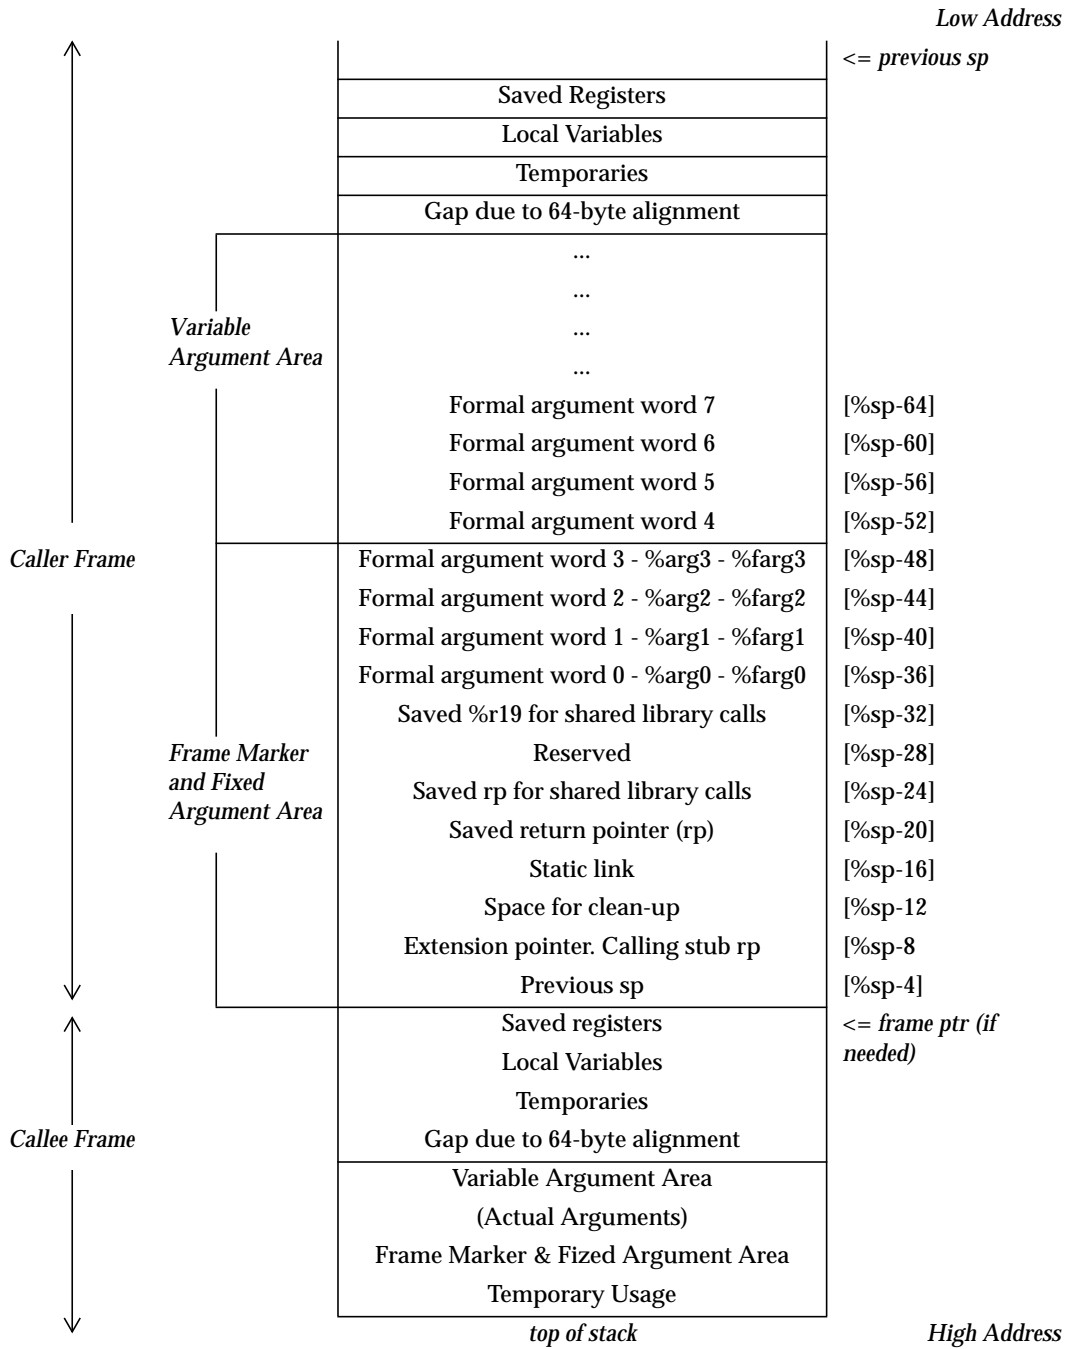 Low Address
<= previous sp
Saved Registers
Local Variables
Temporaries
Gap due to 64-byte alignment
...
...
...
...
Variable
Argument Area
Formal argument word 7 [%sp-64]
Formal argument word 6 [%sp-60]
Formal argument word 5 [%sp-56]
Formal argument word 4 [%sp-52]
Caller Frame
Formal argument word 3 - %arg3 - %farg3 [%sp-48]
Formal argument word 2 - %arg2 - %farg2 [%sp-44]
Formal argument word 1 - %arg1 - %farg1 [%sp-40]
Formal argument word 0 - %arg0 - %farg0 [%sp-36]
Saved %r19 for shared library calls [%sp-32]
Frame Marker
and Fixed
Argument Area
Reserved [%sp-28]
Saved rp for shared library calls [%sp-24]
Saved return pointer (rp) [%sp-20]
Static link [%sp-16]
Space for clean-up [%sp-12
Extension pointer. Calling stub rp [%sp-8
Previous sp [%sp-4]
Saved registers
<= frame ptr (if
needed)
Local Variables
Temporaries
Callee Frame
Gap due to 64-byte alignment
Variable Argument Area
(Actual Arguments)
Frame Marker & Fized Argument Area
Temporary Usage
top of stack
High Address